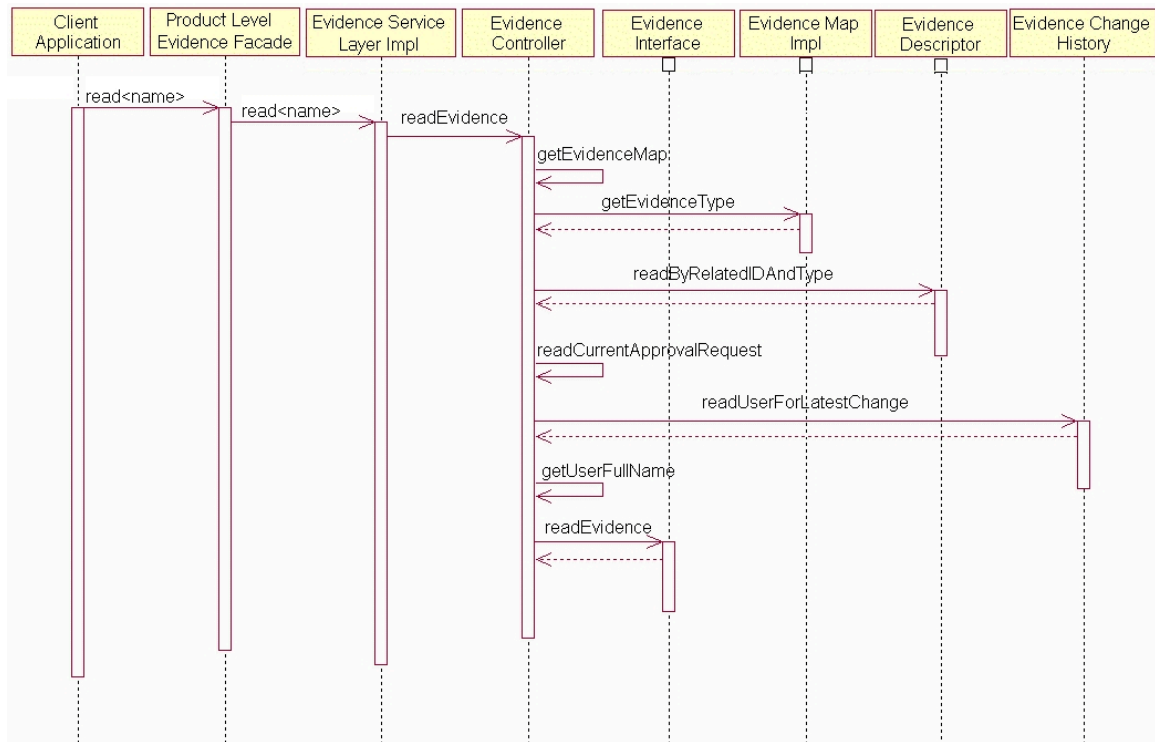 Client
Application
Product Level
Evidence Facade
Evidence Service
Layer Impl
Evidence
Controller
Evidence
Interface
Evidence Map
Impl
Evidence
Descriptor
Evidence Change
History
read<name>
read<name>
readEvidence
getEvidenceMap
getEvidenceType
readByRelatedIDAndType
readCurrentApprovalRequest
readUserForLatestChange
getUserFullName
readEvidence